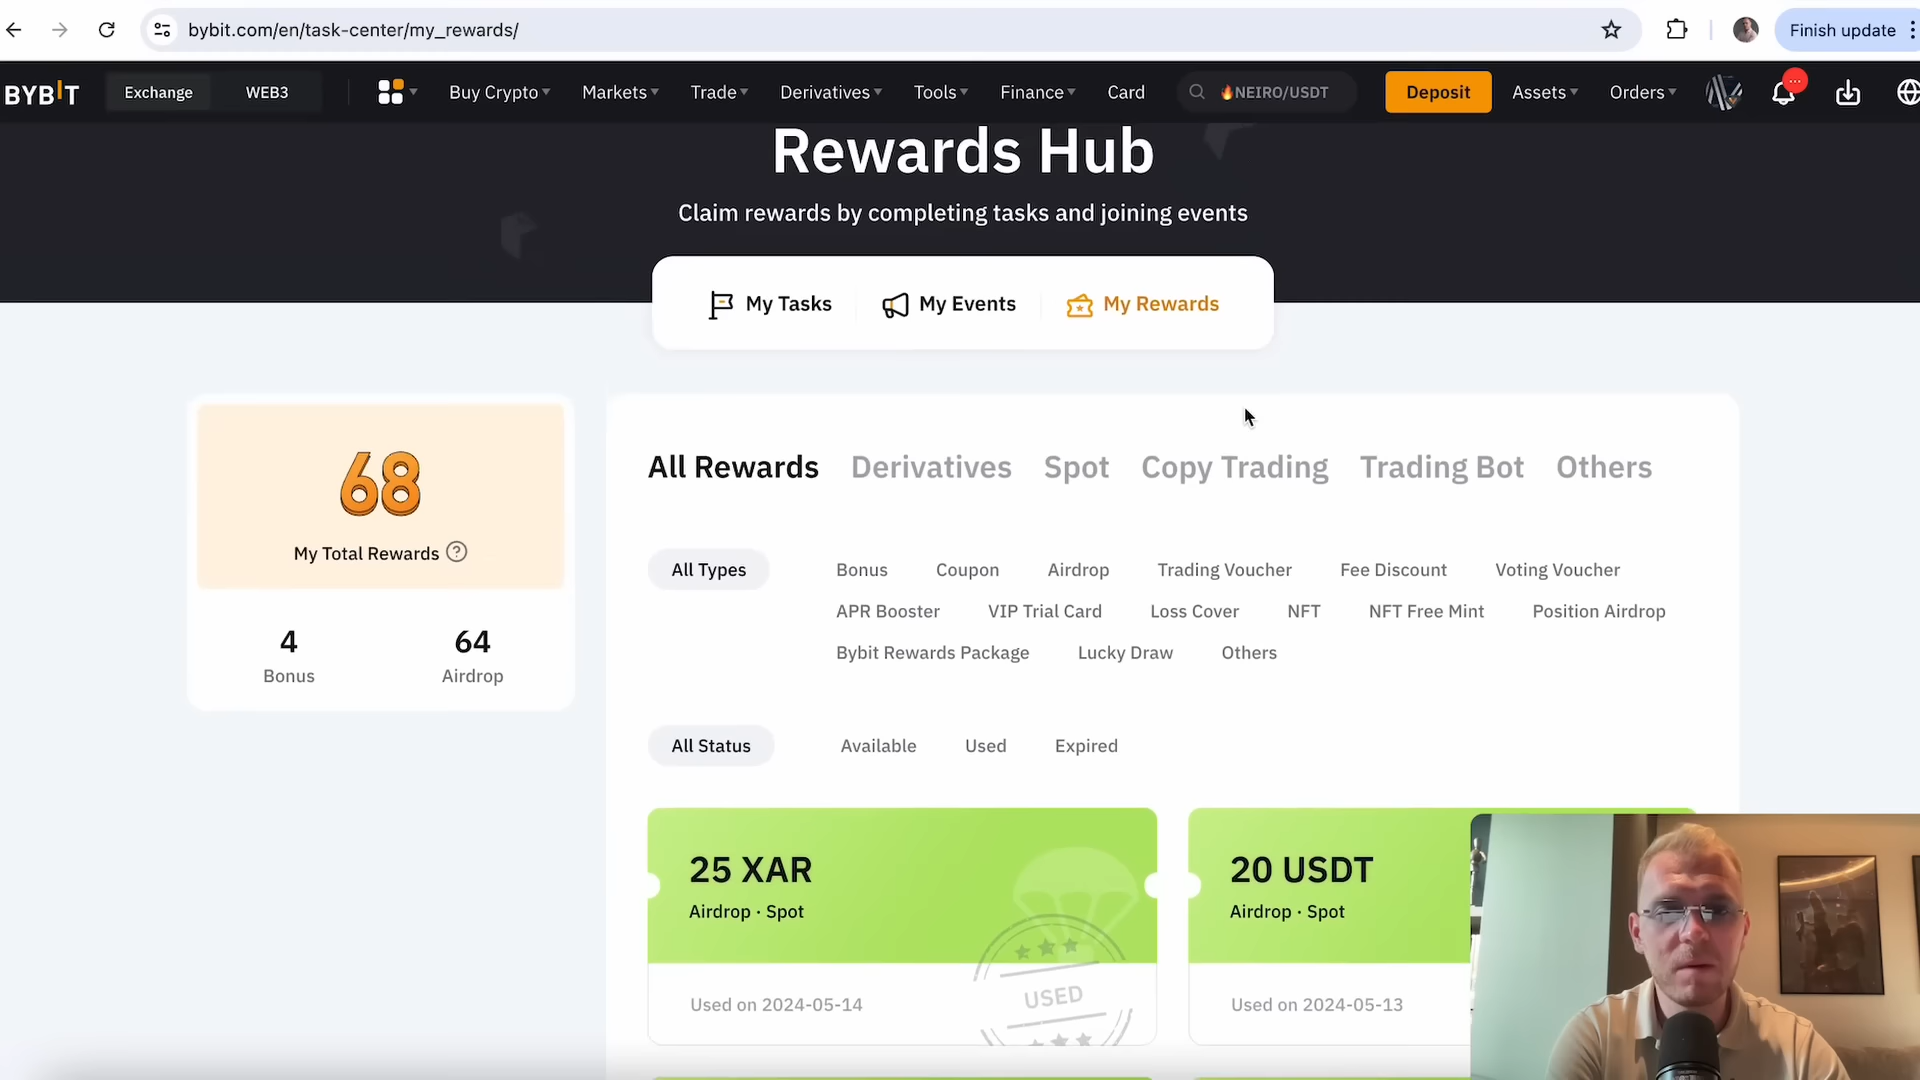 bybit.com/en/task-center/my_rewards/
Finish update
BYBIT Exchange WEB3 Buy Crypto Markets Trade Derivatives Tools Finance Card NEIRO/USDT Deposit Assets Orders
Rewards Hub
Claim rewards by completing tasks and joining events
My Tasks My Events My Rewards
68
My Total Rewards ?
4 64
Bonus Airdrop
All Rewards Derivatives Spot Copy Trading Trading Bot Others
All Types Bonus Coupon Airdrop Trading Voucher Fee Discount Voting Voucher
APR Booster VIP Trial Card Loss Cover NFT NFT Free Mint Position Airdrop
Bybit Rewards Package Lucky Draw Others
All Status Available Used Expired
25 XAR
Airdrop · Spot
USED
Used on 2024-05-14
20 USDT
Airdrop · Spot
Used on 2024-05-13